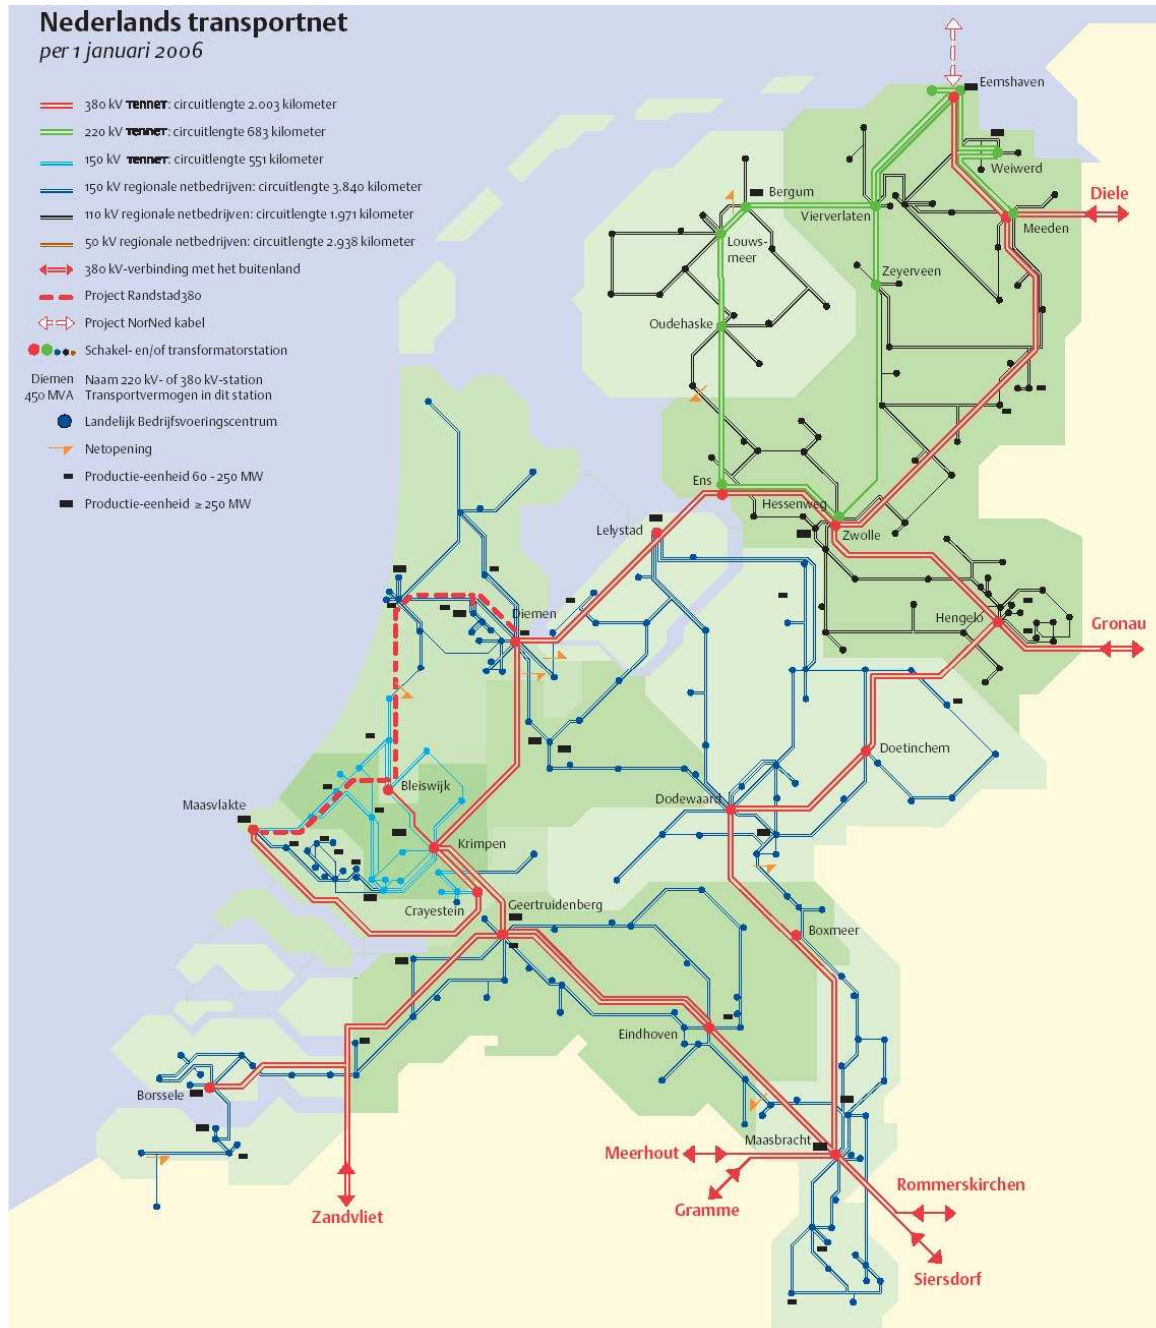 Nederlands transportnet
per 1 januari 2006
380 kV TENNET: circuitlengte 2.003 kilometer
220 kV TENNET: circuitlengte 683 kilometer
150 kV TENNET: circuitlengte 551 kilometer
150 kV regionale netbedrijven: circuitlengte 3.840 kilometer
110 kV regionale netbedrijven: circuitlengte 1.971 kilometer
50 kV regionale netbedrijven: circuitlengte 2.938 kilometer
380 kV-verbinding met het buitenland
Project Randstad380
Project NorNed kabel
Schakel- en/of transformatorstation
Diemen Naam 220 kV- of 380 kV-station
450 MVA Transportvermogen in dit station
Landelijk Bedrijfsvoeringscentrum
Netopening
Productie-eenheid 60 - 250 MW
Productie-eenheid ≥ 250 MW
Eemshaven
Weiwerd
Diele
Meeden
Bergum
Vierverlaten
Louws-
meer
Zeyerveen
Oudehaske
Ens
Hessenweg
Zwolle
Lelystad
Diemen
Hengelo
Gronau
Doetinchem
Bleiswijk
Dodewaard
Maasvlakte
Krimpen
Crayestein
Geertruidenberg
Boxmeer
Eindhoven
Borssele
Maasbracht
Meerhout
Gramme
Rommerskirchen
Zandvliet
Siersdorf